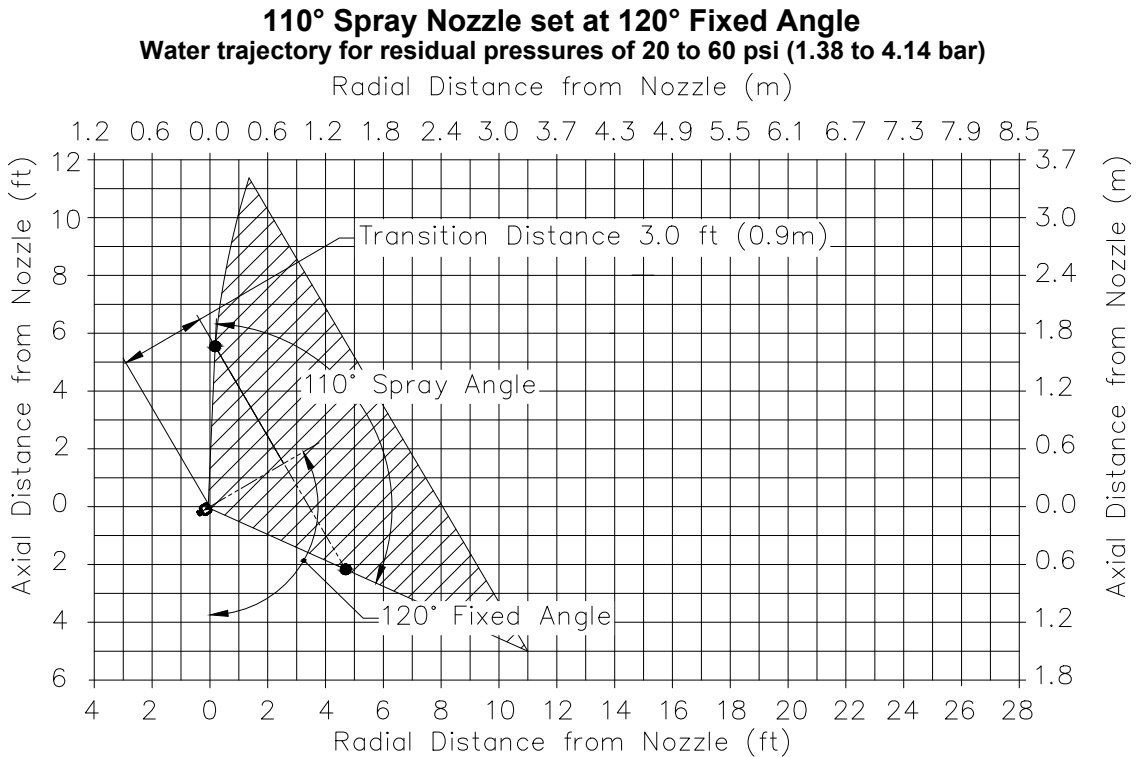 110° Spray Nozzle set at 120° Fixed Angle
Water trajectory for residual pressures of 20 to 60 psi (1.38 to 4.14 bar)
Radial Distance from Nozzle (m)
1.2 0.6 0.0 0.6 1.2 1.8 2.4 3.0 3.7 4.3 4.9 5.5 6.1 6.7 7.3 7.9 8.5
Axial Distance from Nozzle (ft)
12
10
8
6
4
2
0
2
4
6
Transition Distance 3.0 ft (0.9m)
110° Spray Angle
120° Fixed Angle
3.7
3.0
2.4
1.8
1.2
0.6
0.0
0.6
1.2
1.8
Axial Distance from Nozzle (m)
4 2 0 2 4 6 8 10 12 14 16 18 20 22 24 26 28
Radial Distance from Nozzle (ft)